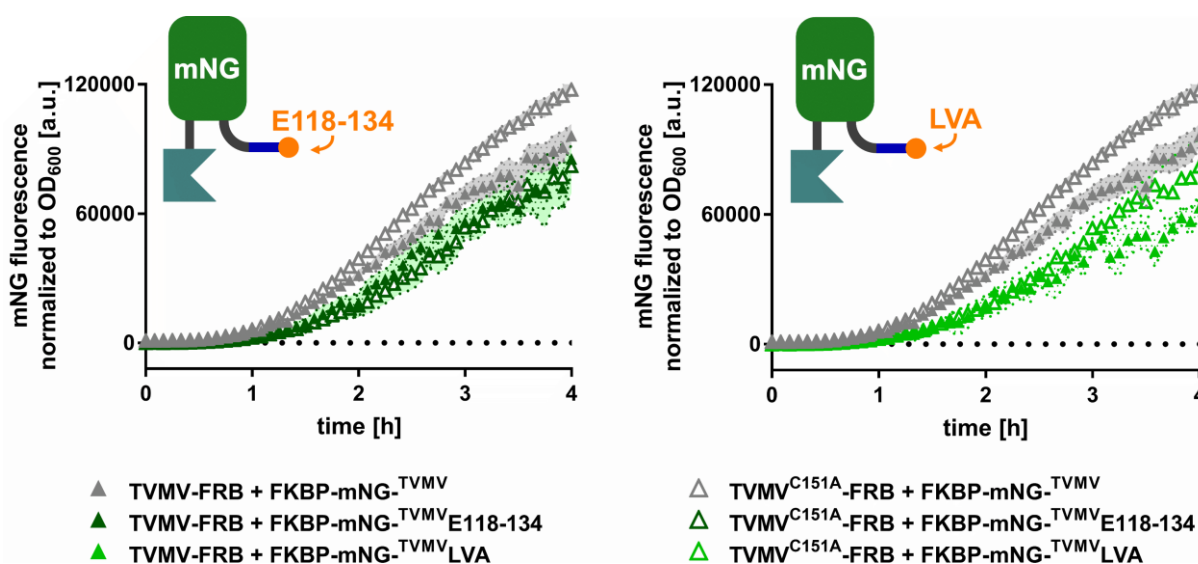 mNG
E118-134
mNG fluorescence
normalized to OD600 [a.u.]
120000
60000
0
0 1 2 3 4
time [h]
mNG
LVA
mNG fluorescence
normalized to OD600 [a.u.]
120000
60000
0
0 1 2 3 4
time [h]
TVMV-FRB + FKBP-mNG-TVMV
TVMV-FRB + FKBP-mNG-TVMVE118-134
TVMV-FRB + FKBP-mNG-TVMVLVA
TVMVC151A-FRB + FKBP-mNG-TVMV
TVMVC151A-FRB + FKBP-mNG-TVMVE118-134
TVMVC151A-FRB + FKBP-mNG-TVMVLVA